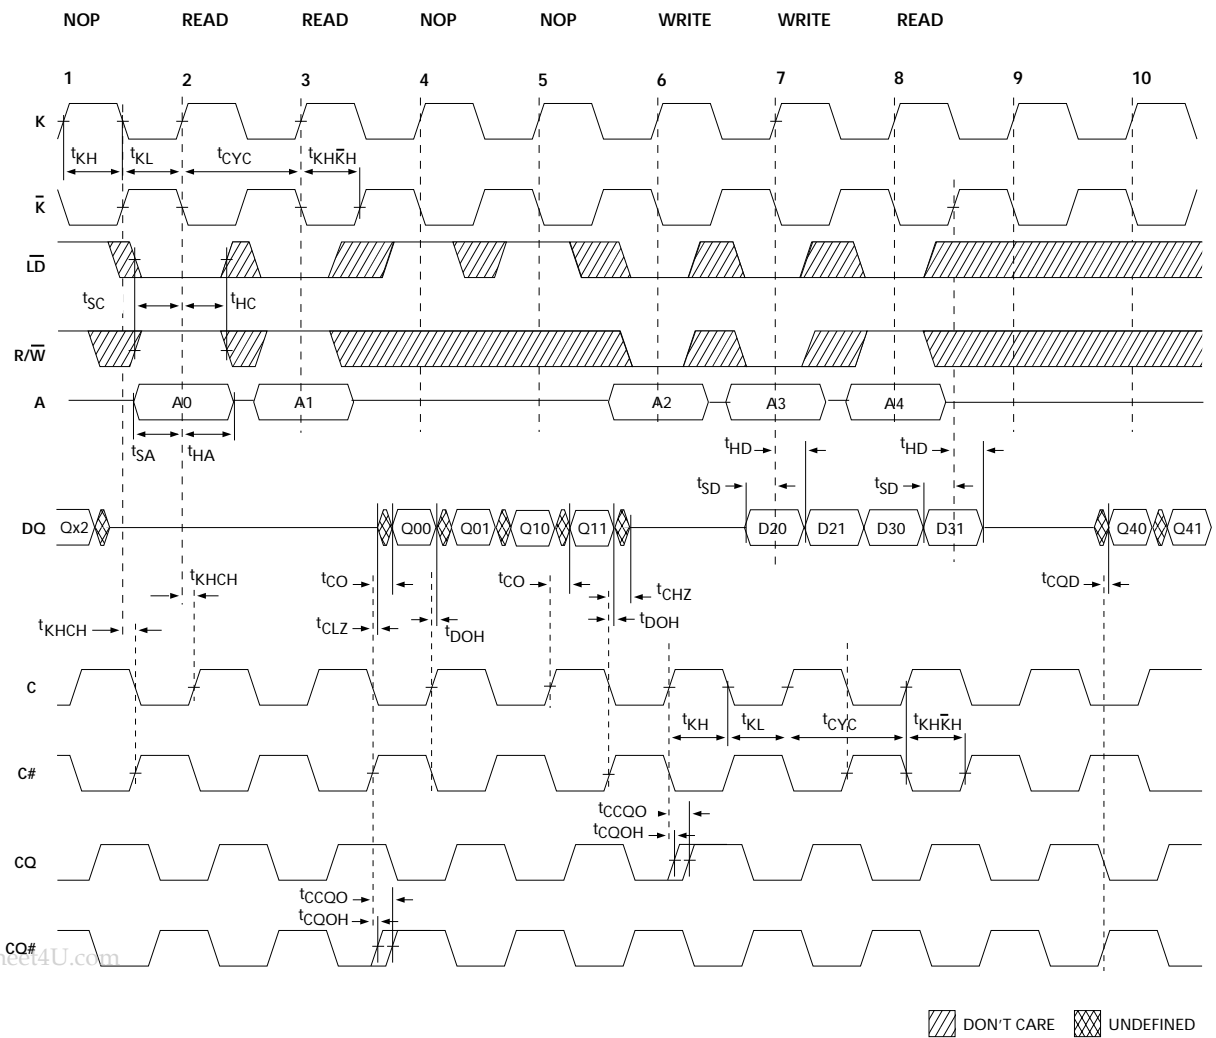 NOP READ READ NOP NOP WRITE WRITE READ
1 2 3 4 5 6 7 8 9 10
K
tKH tKL tCYC tKHK̅H
K̅
L̅D̅
tSC tHC
R/W̅
A A0 A1 A2 A3 A4
tSA tHA tHD tHD
tSD tSD
DQ Qx2 Q00 Q01 Q10 Q11 D20 D21 D30 D31 Q40 Q41
tKHCH tCO tCO tCHZ tCQD
tKHCH tCLZ tDOH tDOH
C
tKH tKL tCYC tKHK̅H
C#
tCCQO
tCQOH
CQ
tCCQO
tCQOH
CQ#
heet4U.com
DON'T CARE UNDEFINED